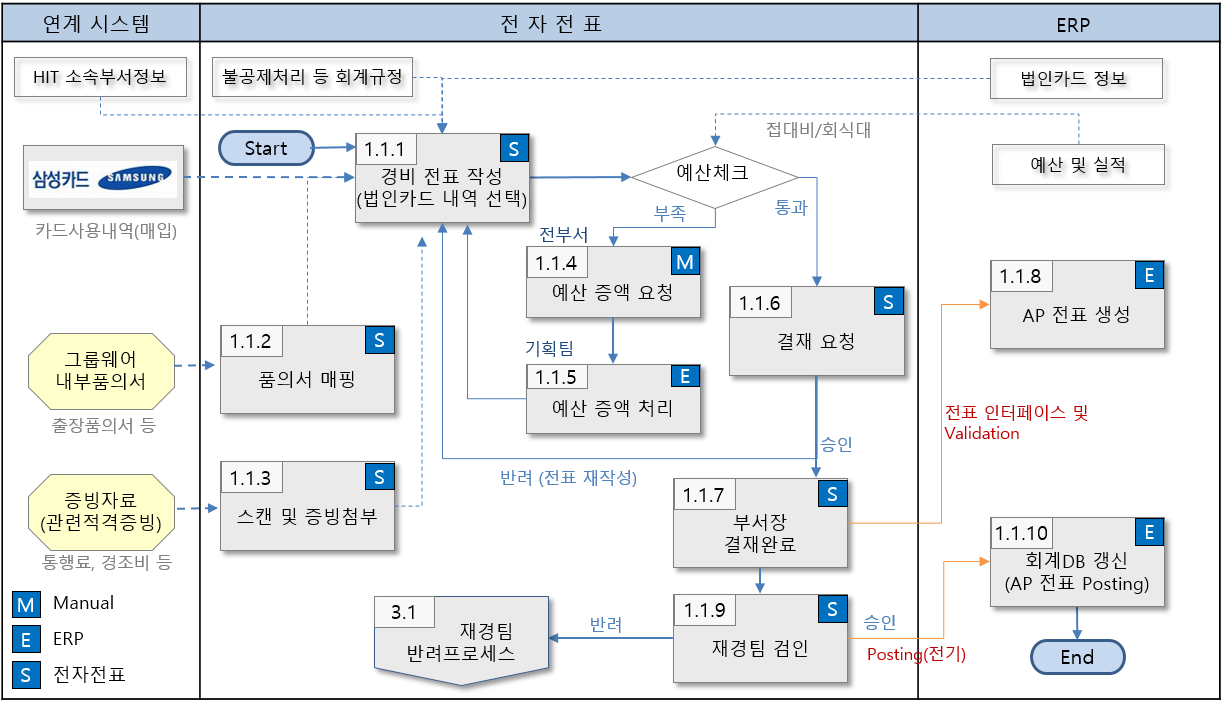 연계 시스템
전 자 전 표
ERP
HIT 소속부서정보
불공제처리 등 회계규정
법인카드 정보
Start
1.1.1
S
경비 전표 작성
(법인카드 내역 선택)
접대비/회식대
예산체크
예산 및 실적
삼성카드 SAMSUNG
카드사용내역(매입)
부족
통과
전부서
1.1.4
M
예산 증액 요청
1.1.6
S
결재 요청
1.1.8
E
AP 전표 생성
그룹웨어
내부품의서
출장품의서 등
1.1.2
S
품의서 매핑
기획팀
1.1.5
E
예산 증액 처리
전표 인터페이스 및
Validation
승인
반려 (전표 재작성)
증빙자료
(관련적격증빙)
통행료, 경조비 등
1.1.3
S
스캔 및 증빙첨부
1.1.7
S
부서장
결재완료
1.1.10
E
회계DB 갱신
(AP 전표 Posting)
M Manual
E ERP
S 전자전표
3.1
재경팀
반려프로세스
반려
1.1.9
S
재경팀 검인
승인
Posting(전기)
End